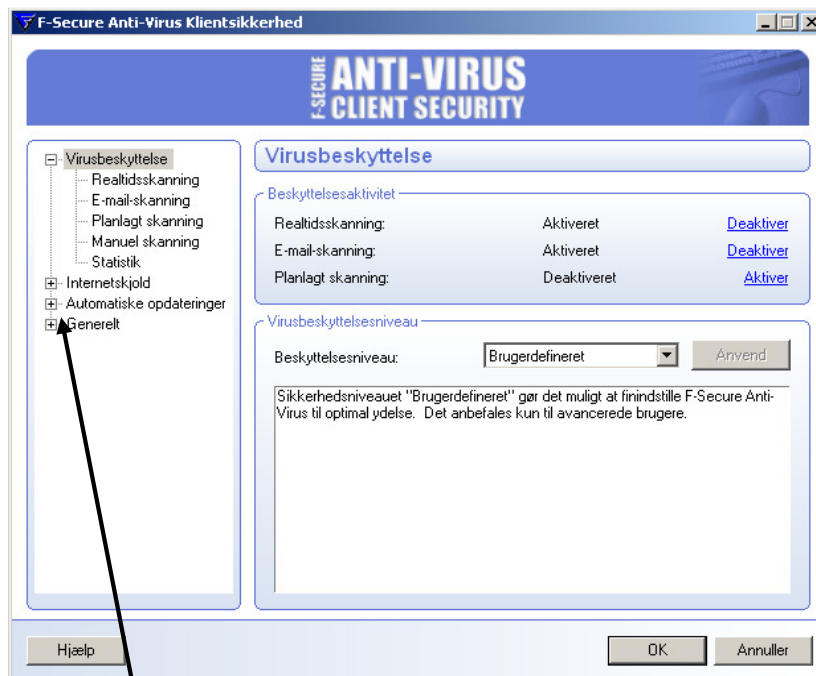 F-Secure Anti-Virus Klientsikkerhed
F-SECURE
ANTI-VIRUS
CLIENT SECURITY
Virusbeskyttelse
Realtidsskanning
E-mail-skanning
Planlagt skanning
Manuel skanning
Statistik
Internetskjold
Automatiske opdateringer
Generelt
Virusbeskyttelse
Beskyttelsesaktivitet
Realtidsskanning: Aktiveret Deaktiver
E-mail-skanning: Aktiveret Deaktiver
Planlagt skanning: Deaktiveret Aktiver
Virusbeskyttelsesniveau
Beskyttelsesniveau: Brugerdefineret Anvend
Sikkerhedsniveauet "Brugerdefineret" gør det muligt at finindstille F-Secure Anti-
Virus til optimal ydelse. Det anbefales kun til avancerede brugere.
Hjælp OK Annuller